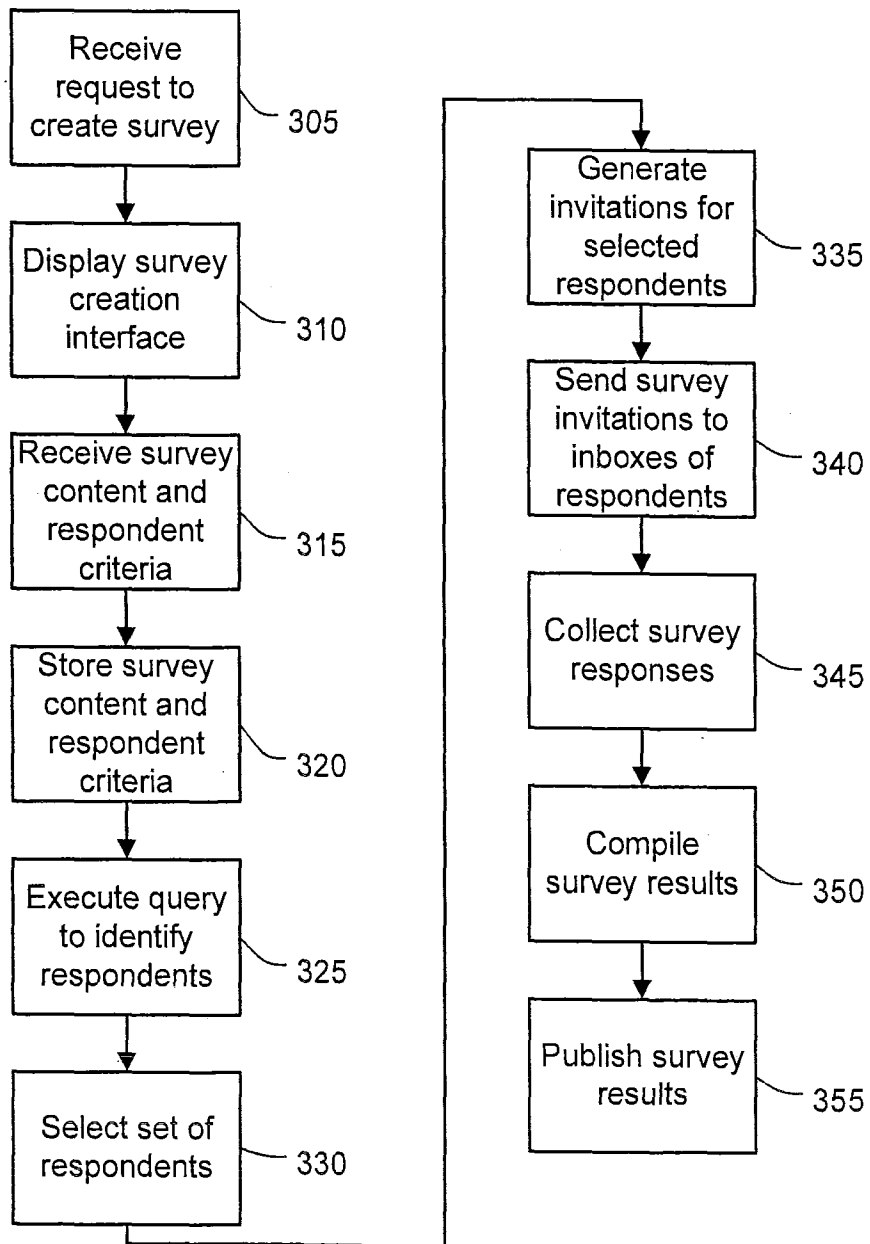 Receive
request to
create survey
305
Display survey
creation
interface
310
Receive survey
content and
respondent
criteria
315
Store survey
content and
respondent
criteria
320
Execute query
to identify
respondents
325
Select set of
respondents
330
Generate
invitations for
selected
respondents
335
Send survey
invitations to
inboxes of
respondents
340
Collect survey
responses
345
Compile
survey results
350
Publish survey
results
355